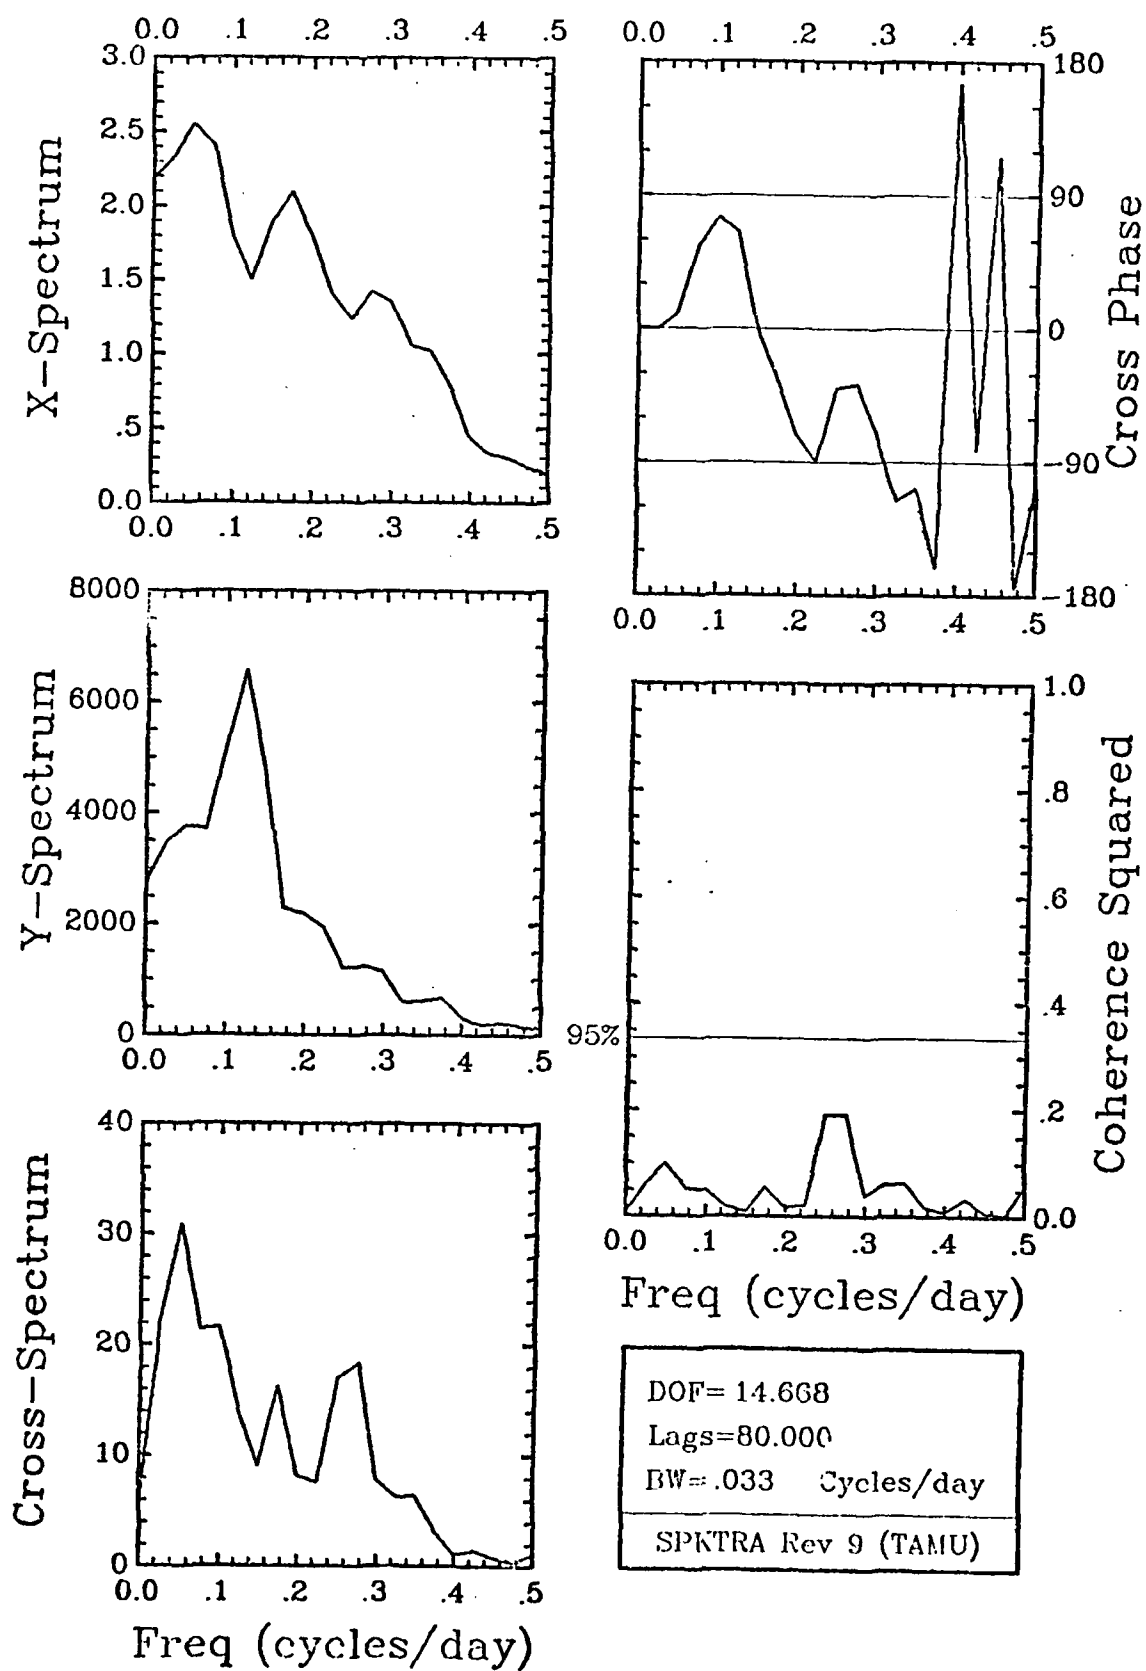 0.0 .1 .2 .3 .4 .5
3.0
2.5
2.0
1.5
1.0
.5
0.0
X-Spectrum
0.0 .1 .2 .3 .4 .5
0.0 .1 .2 .3 .4 .5
180
90
0
-90
-180
Cross Phase
0.0 .1 .2 .3 .4 .5
8000
6000
4000
2000
0
Y-Spectrum
0.0 .1 .2 .3 .4 .5
1.0
.8
.6
.4
.2
0.0
95%
Coherence Squared
0.0 .1 .2 .3 .4 .5
Freq (cycles/day)
40
30
20
10
0
Cross-Spectrum
0.0 .1 .2 .3 .4 .5
Freq (cycles/day)
DOF= 14.668
Lags=80.000
BW= .033 Cycles/day
SPKTRA Rev 9 (TAMU)